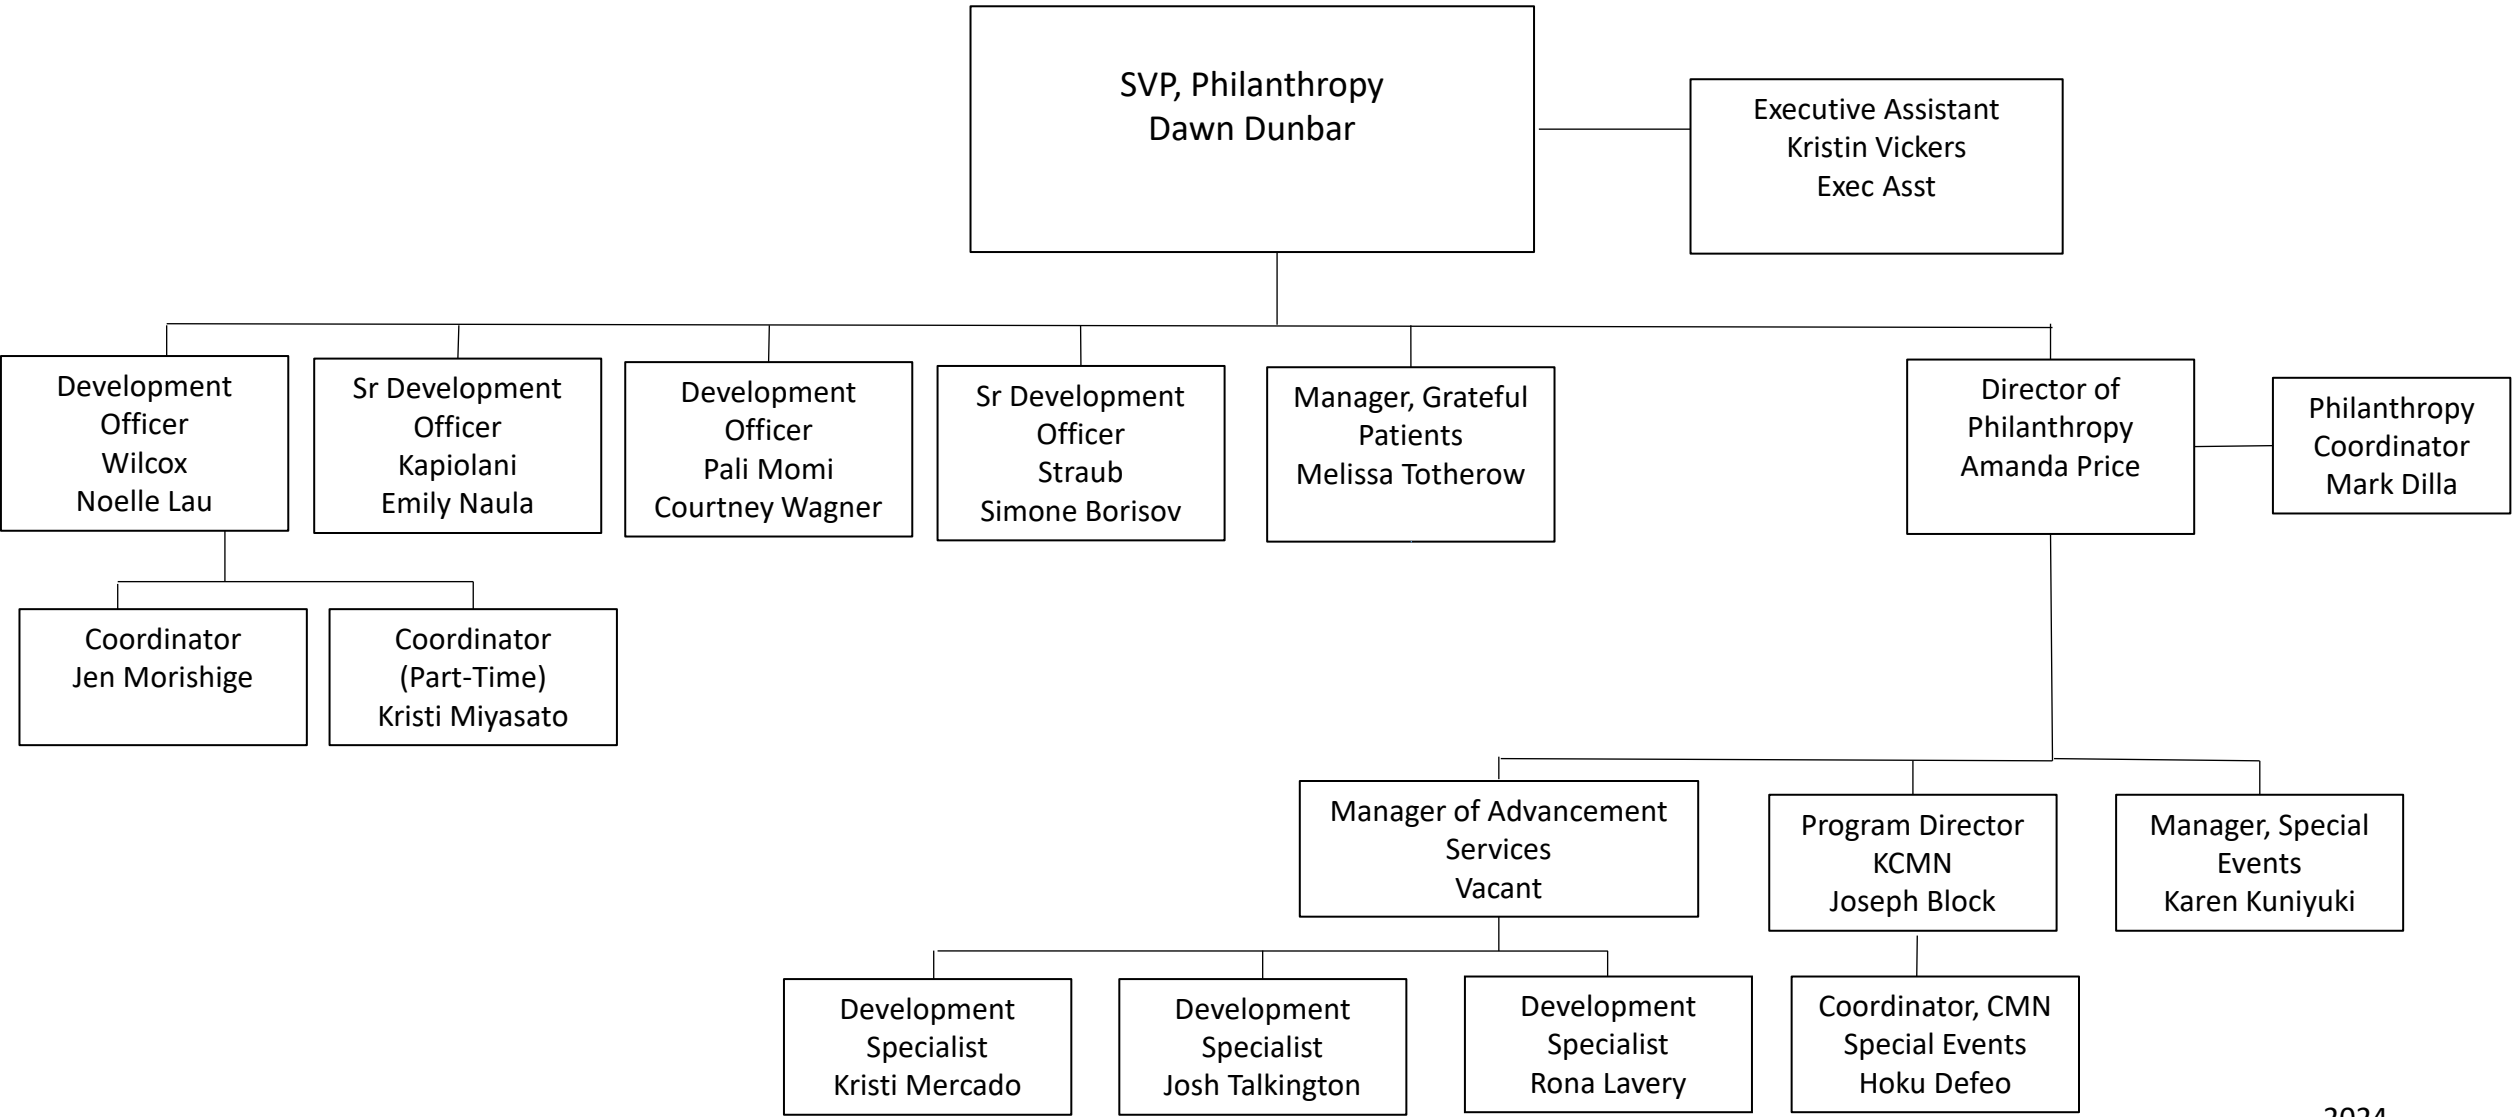 SVP, Philanthropy
Dawn Dunbar
Executive Assistant
Kristin Vickers
Exec Asst
Development
Officer
Wilcox
Noelle Lau
Sr Development
Officer
Kapiolani
Emily Naula
Development
Officer
Pali Momi
Courtney Wagner
Sr Development
Officer
Straub
Simone Borisov
Manager, Grateful
Patients
Melissa Totherow
Director of
Philanthropy
Amanda Price
Philanthropy
Coordinator
Mark Dilla
Coordinator
Jen Morishige
Coordinator
(Part-Time)
Kristi Miyasato
Manager of Advancement
Services
Vacant
Program Director
KCMN
Joseph Block
Manager, Special
Events
Karen Kuniyuki
Development
Specialist
Kristi Mercado
Development
Specialist
Josh Talkington
Development
Specialist
Rona Lavery
Coordinator, CMN
Special Events
Hoku Defeo
2024